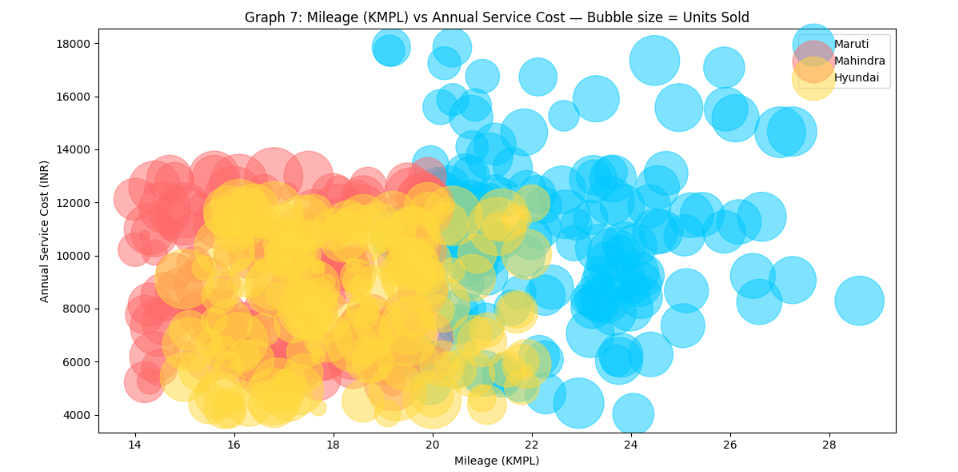 Graph 7: Mileage (KMPL) vs Annual Service Cost — Bubble size = Units Sold
Maruti
Mahindra
Hyundai
Annual Service Cost (INR)
18000
16000
14000
12000
10000
8000
6000
4000
14 16 18 20 22 24 26 28
Mileage (KMPL)